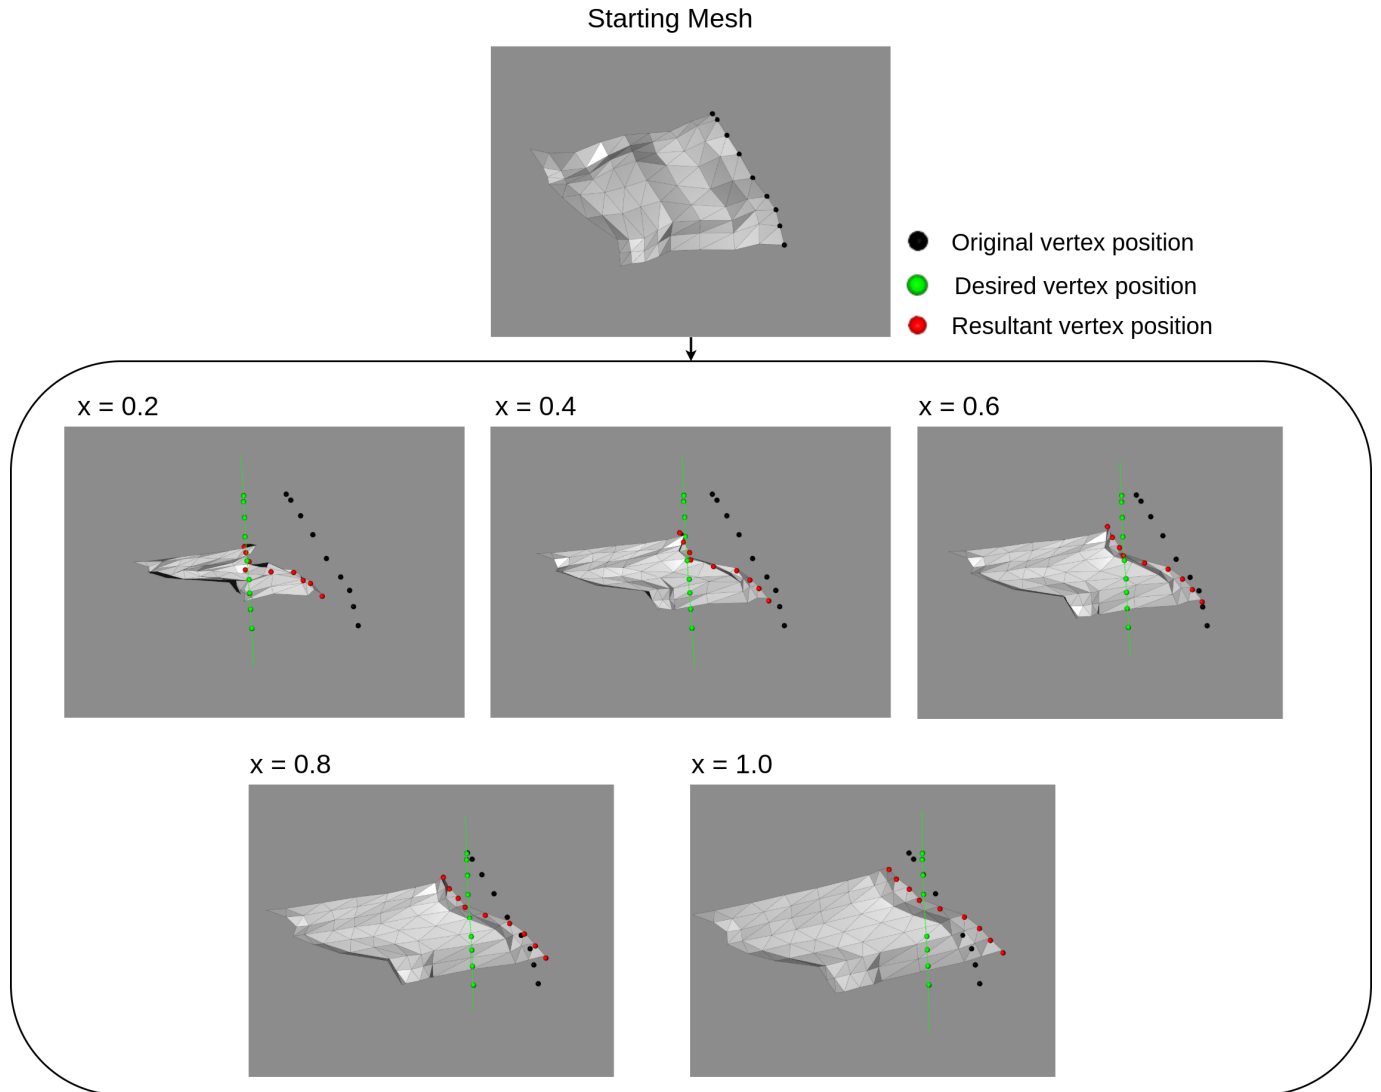 Starting Mesh
Original vertex position
Desired vertex position
Resultant vertex position
x = 0.2
x = 0.4
x = 0.6
x = 0.8
x = 1.0